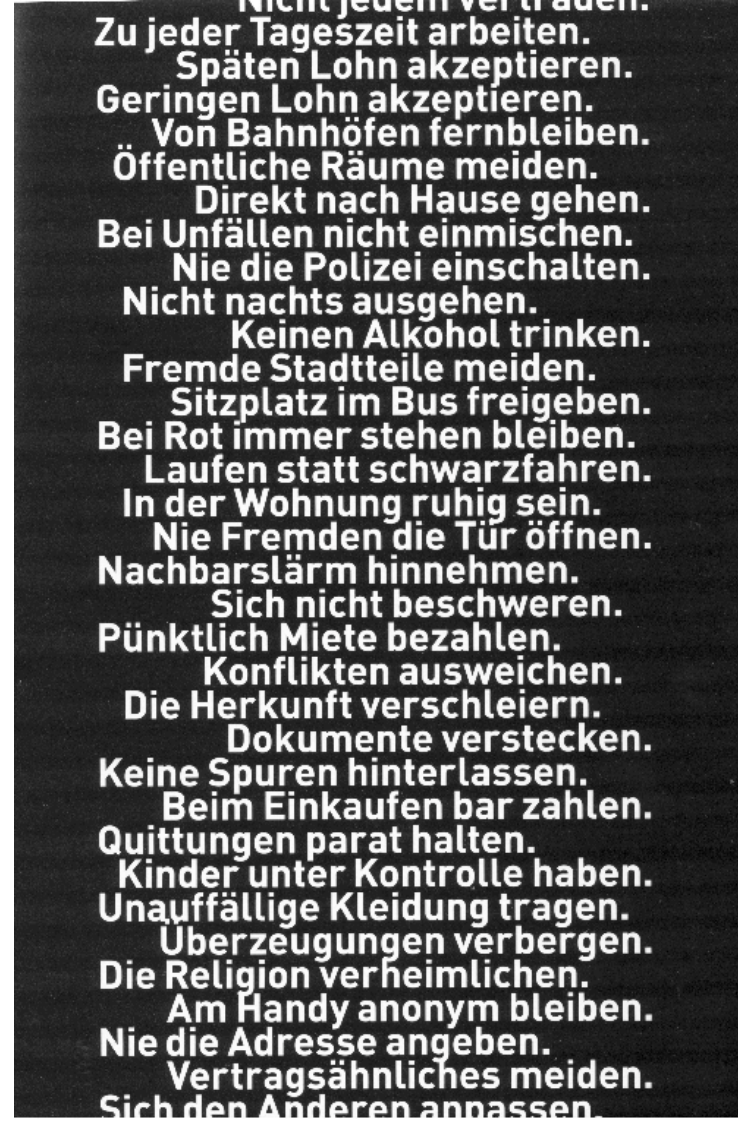 Nicht jedem vertrauen.
Zu jeder Tageszeit arbeiten.
Späten Lohn akzeptieren.
Geringen Lohn akzeptieren.
Von Bahnhöfen fernbleiben.
Öffentliche Räume meiden.
Direkt nach Hause gehen.
Bei Unfällen nicht einmischen.
Nie die Polizei einschalten.
Nicht nachts ausgehen.
Keinen Alkohol trinken.
Fremde Stadtteile meiden.
Sitzplatz im Bus freigeben.
Bei Rot immer stehen bleiben.
Laufen statt schwarzfahren.
In der Wohnung ruhig sein.
Nie Fremden die Tür öffnen.
Nachbarslärm hinnehmen.
Sich nicht beschweren.
Pünktlich Miete bezahlen.
Konflikten ausweichen.
Die Herkunft verschleiern.
Dokumente verstecken.
Keine Spuren hinterlassen.
Beim Einkaufen bar zahlen.
Quittungen parat halten.
Kinder unter Kontrolle haben.
Unauffällige Kleidung tragen.
Überzeugungen verbergen.
Die Religion verheimlichen.
Am Handy anonym bleiben.
Nie die Adresse angeben.
Vertragsähnliches meiden.
Sich den Anderen anpassen.